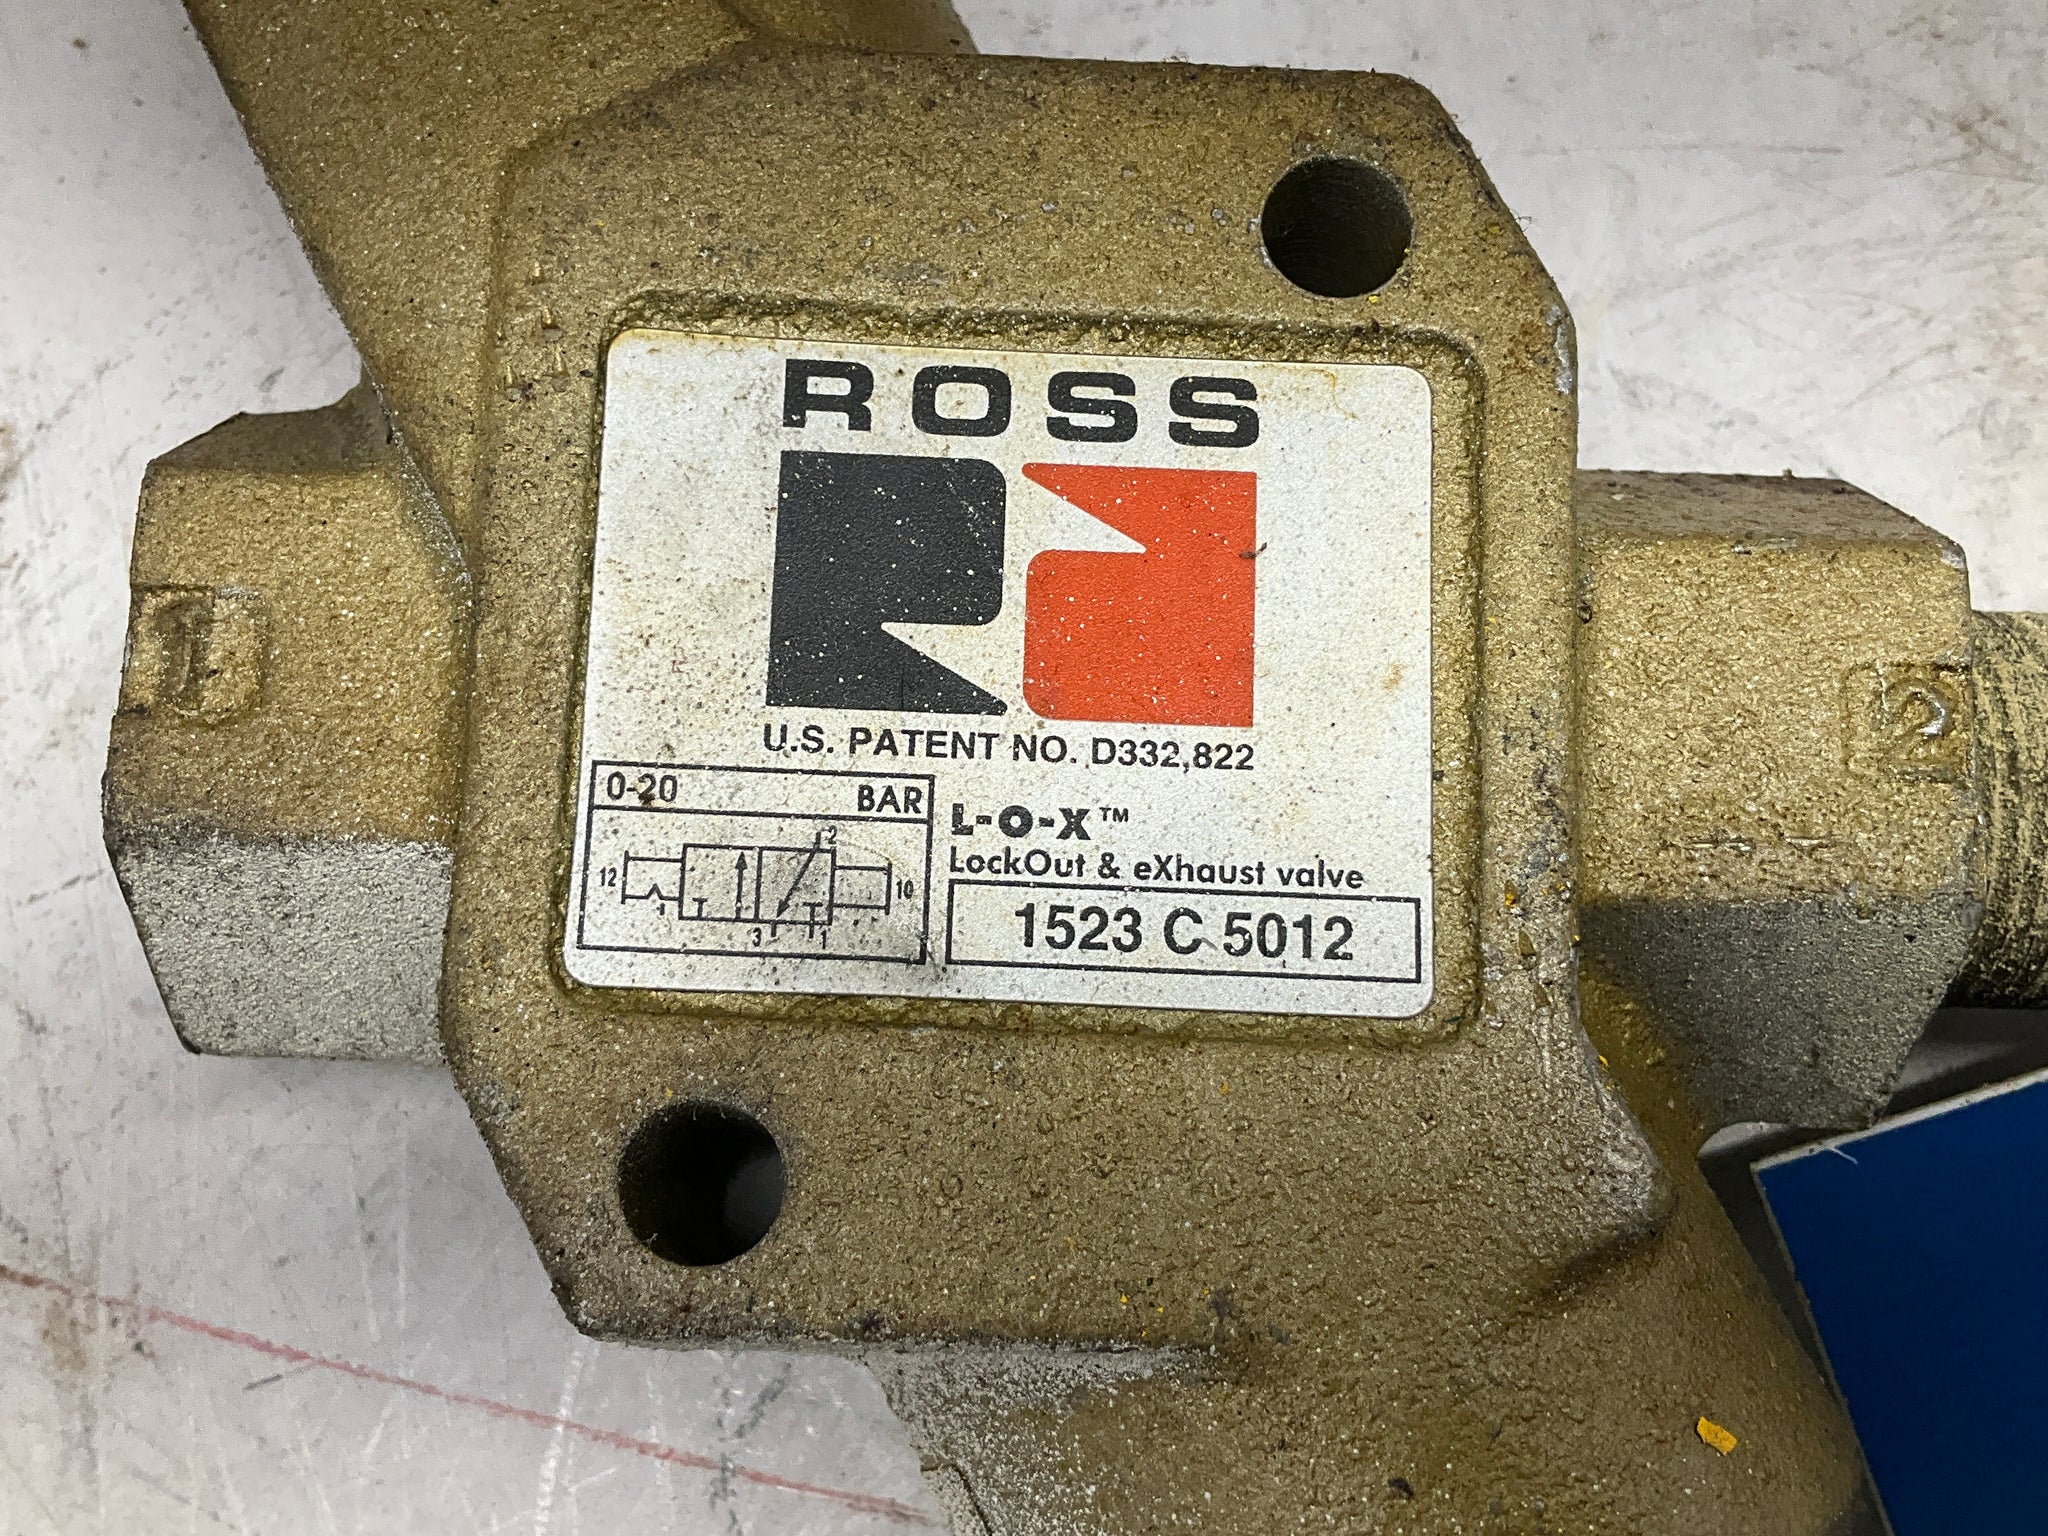 ROSS
U.S. PATENT NO. D332,822
0-20 BAR
2
12 10
3 1
L-O-X™
LockOut & eXhaust valve
1523 C 5012
1
2